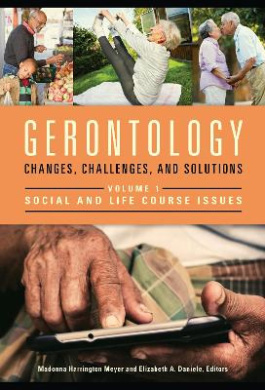 GERONTOLOGY
CHANGES, CHALLENGES, AND SOLUTIONS
VOLUME 1
SOCIAL AND LIFE COURSE ISSUES
Madonna Harrington Meyer and Elizabeth A. Daniele, Editors